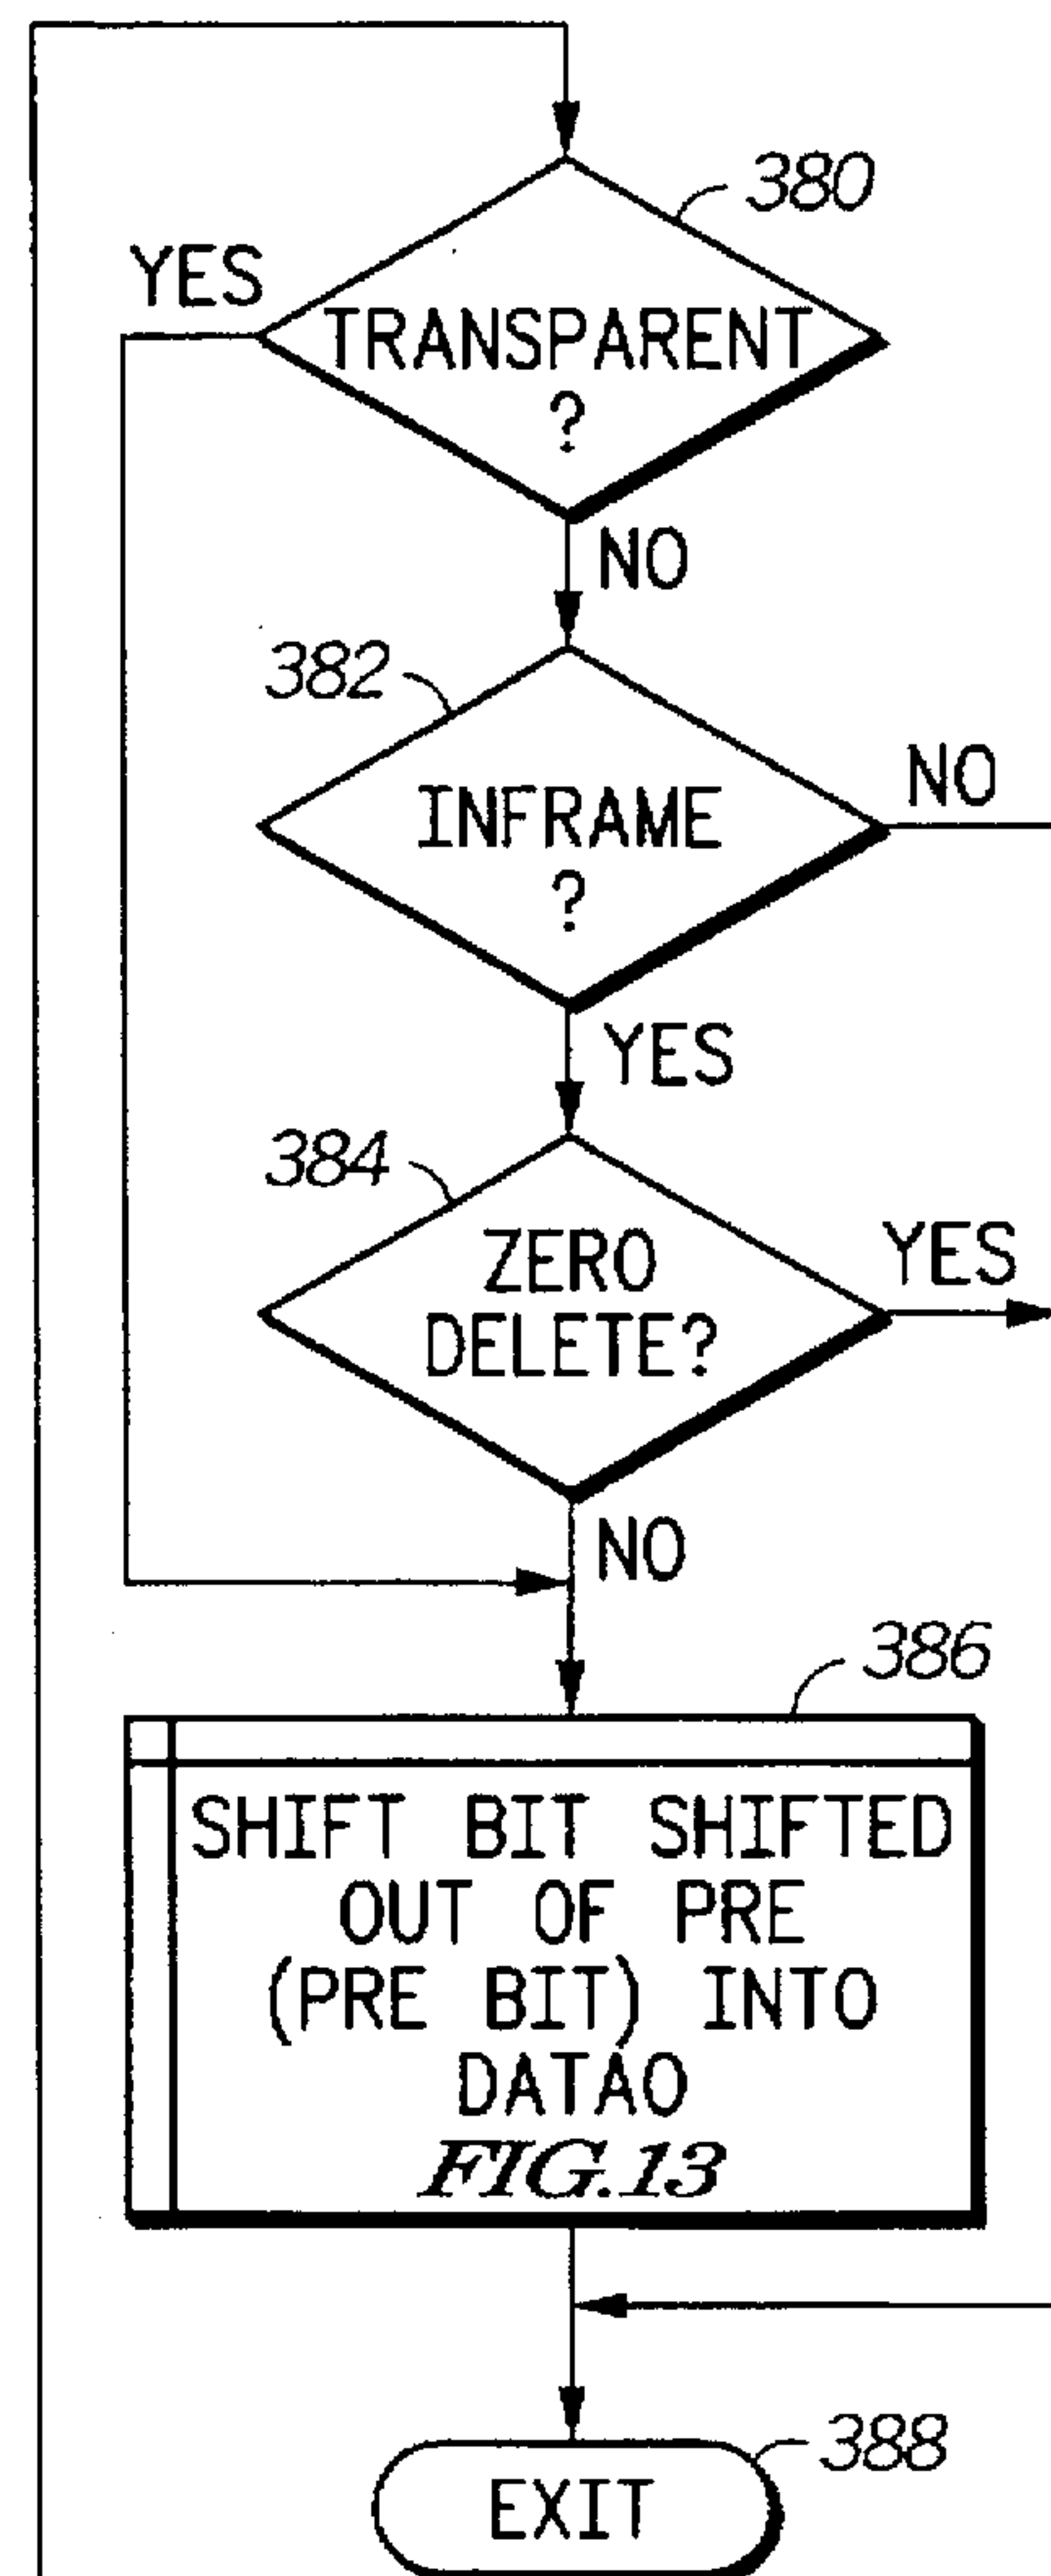 380
YES
TRANSPARENT
?
NO
382
NO
INFRAME
?
YES
384
YES
ZERO
DELETE?
NO
386
SHIFT BIT SHIFTED
OUT OF PRE
(PRE BIT) INTO
DATAO
FIG.13
388
EXIT